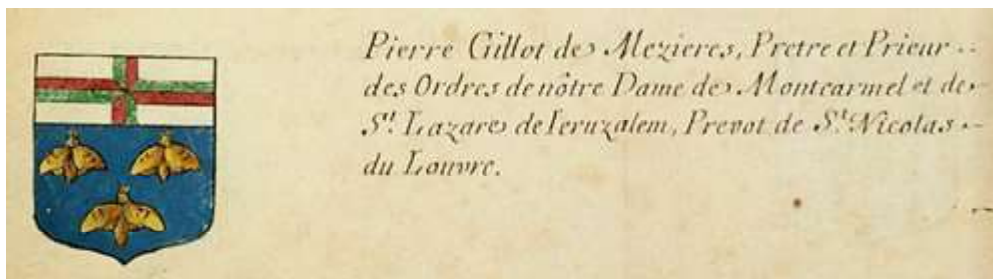 Pierre Gillot de Mezieres, Pretre et Prieur
des Ordres de nôtre Dame de Montcarmel et de
St. Lazare de Ieruzalem, Prevot de St. Nicolas
du Louvre.